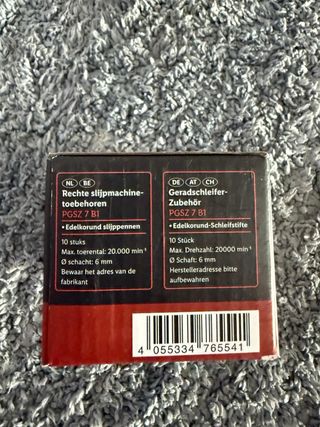 NL BE
Rechte slijpmachine-
toebehoren
PGSZ 7 B1
• Edelkorund slijppennen
10 stuks
Max. toerental: 20.000 min⁻¹
Ø schacht: 6 mm
Bewaar het adres van de
fabrikant
DE AT CH
Geradschleifer-
Zubehör
PGSZ 7 B1
• Edelkorund-Schleifstifte
10 Stück
Max. Drehzahl: 20000 min⁻¹
Ø Schaft: 6 mm
Herstelleradresse bitte
aufbewahren
4 055334 765541